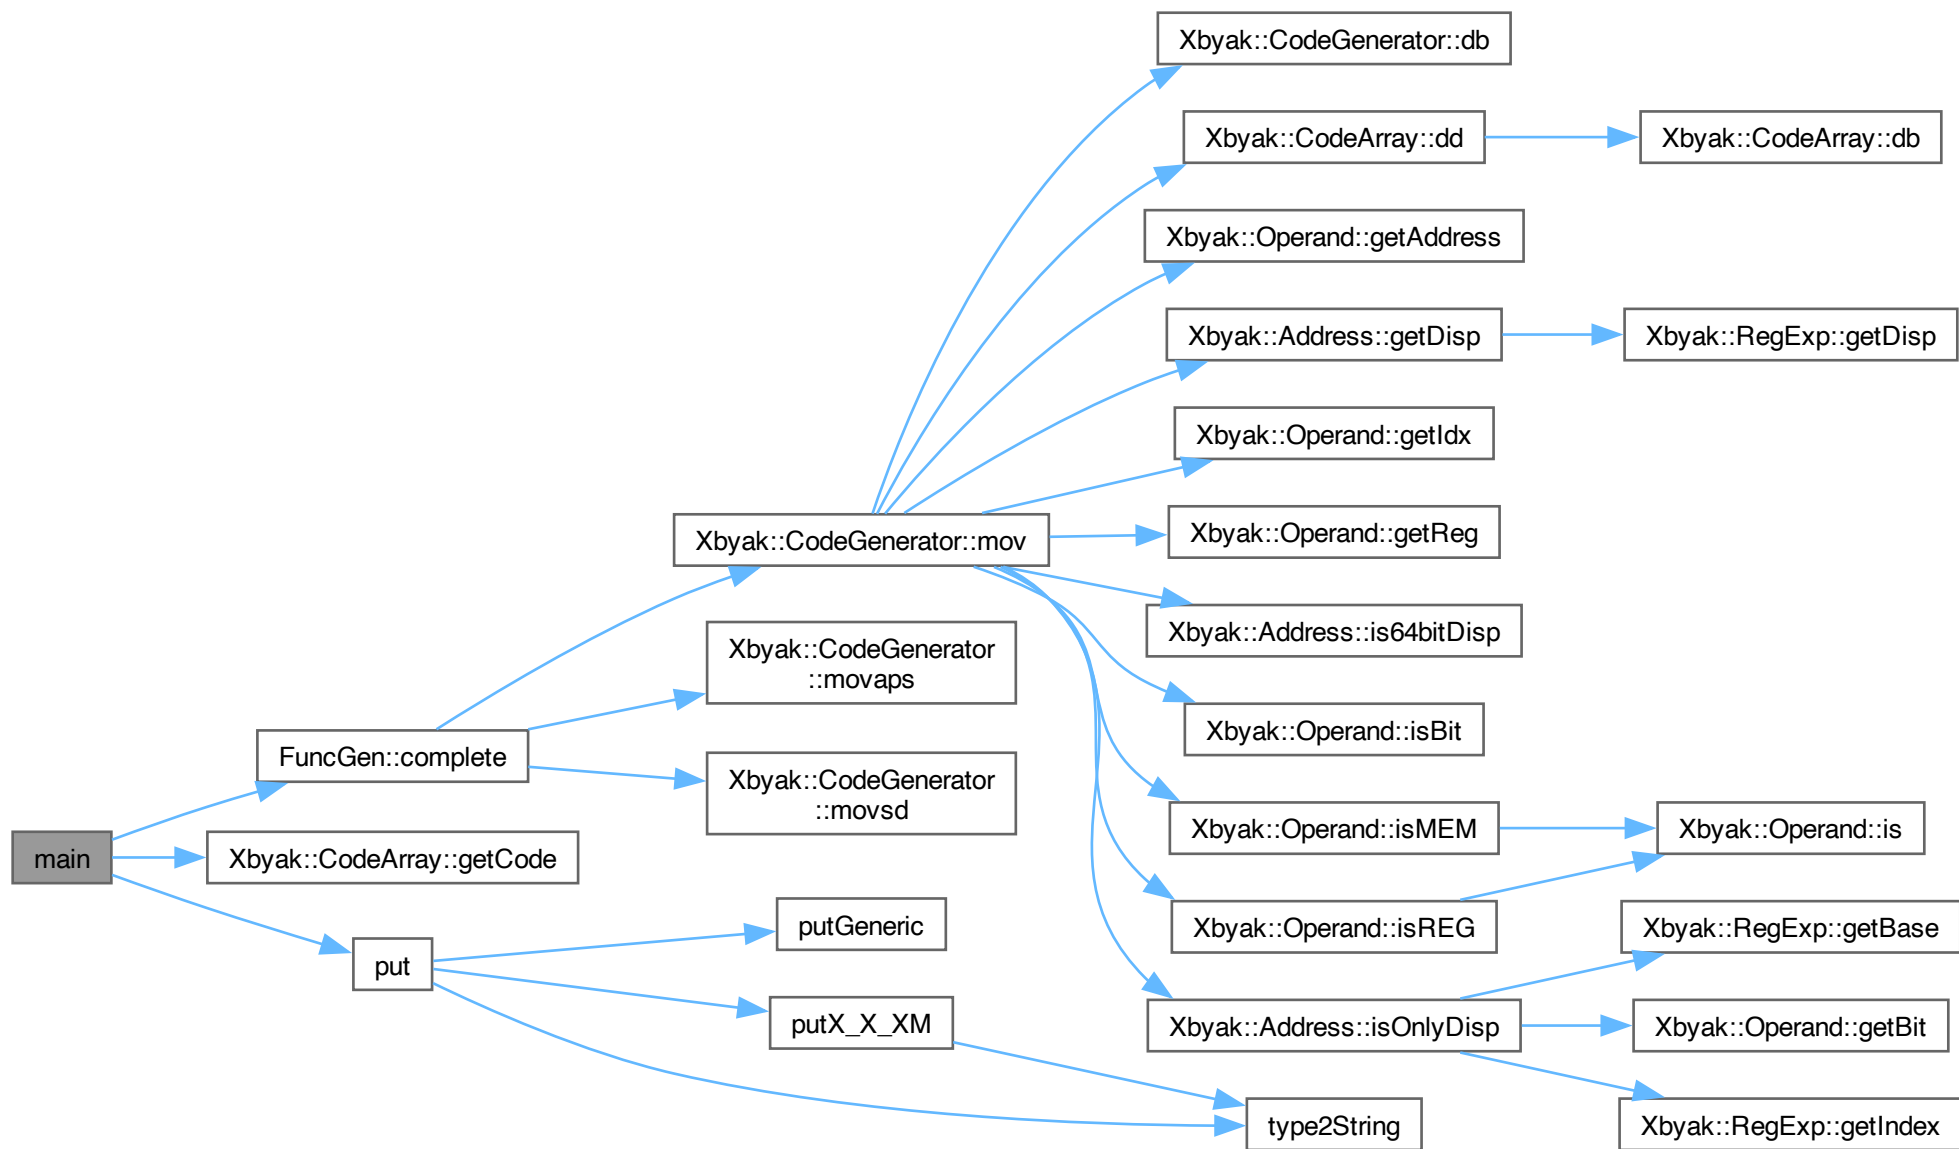 Xbyak::CodeGenerator::db
Xbyak::CodeArray::dd
Xbyak::CodeArray::db
Xbyak::Operand::getAddress
Xbyak::Address::getDisp
Xbyak::RegExp::getDisp
Xbyak::Operand::getIdx
Xbyak::CodeGenerator::mov
Xbyak::Operand::getReg
Xbyak::Address::is64bitDisp
Xbyak::CodeGenerator
::movaps
Xbyak::Operand::isBit
FuncGen::complete
Xbyak::CodeGenerator
::movsd
Xbyak::Operand::isMEM
Xbyak::Operand::is
main
Xbyak::CodeArray::getCode
putGeneric
Xbyak::Operand::isREG
Xbyak::RegExp::getBase
put
putX_X_XM
Xbyak::Address::isOnlyDisp
Xbyak::Operand::getBit
type2String
Xbyak::RegExp::getIndex